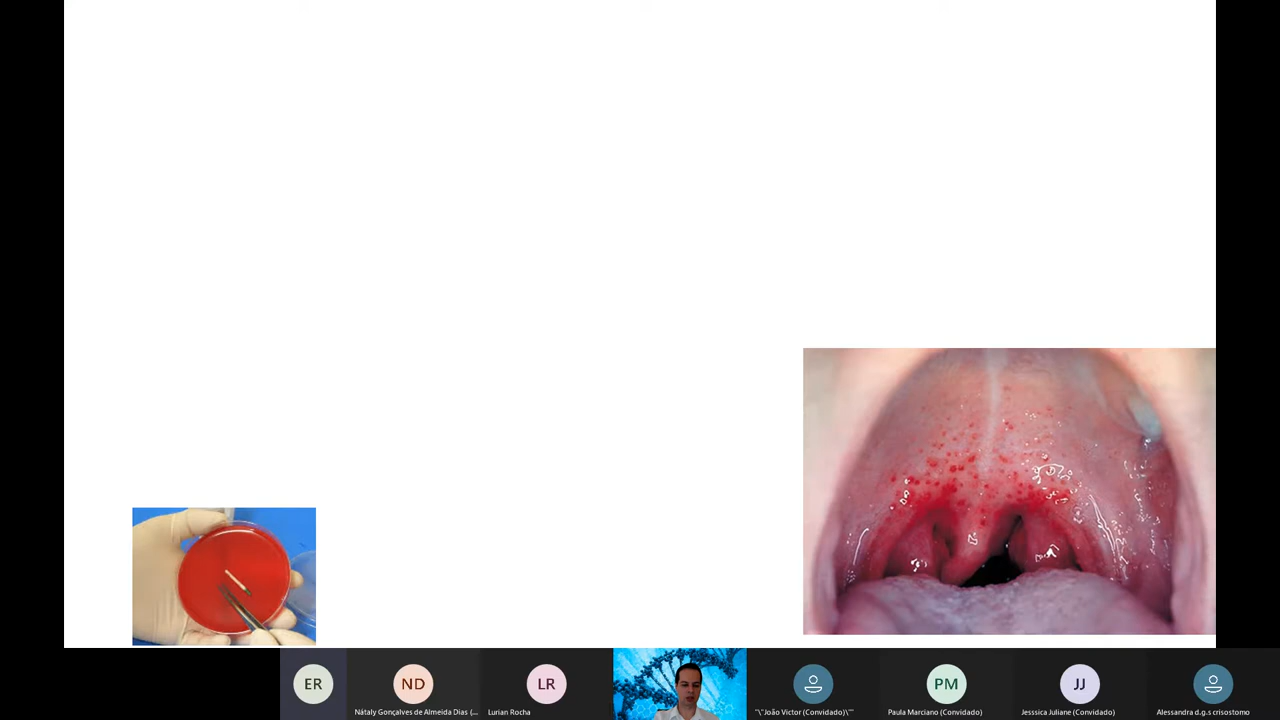 ER
ND
LR
PM
JJ
Nátaly Gonçalves de Almeida Dias (...
Lurian Rocha
"\"João Victor (Convidado)\""
Paula Marciano (Convidado)
Jesssica Juliane (Convidado)
Alessandra d.g.s crisostomo